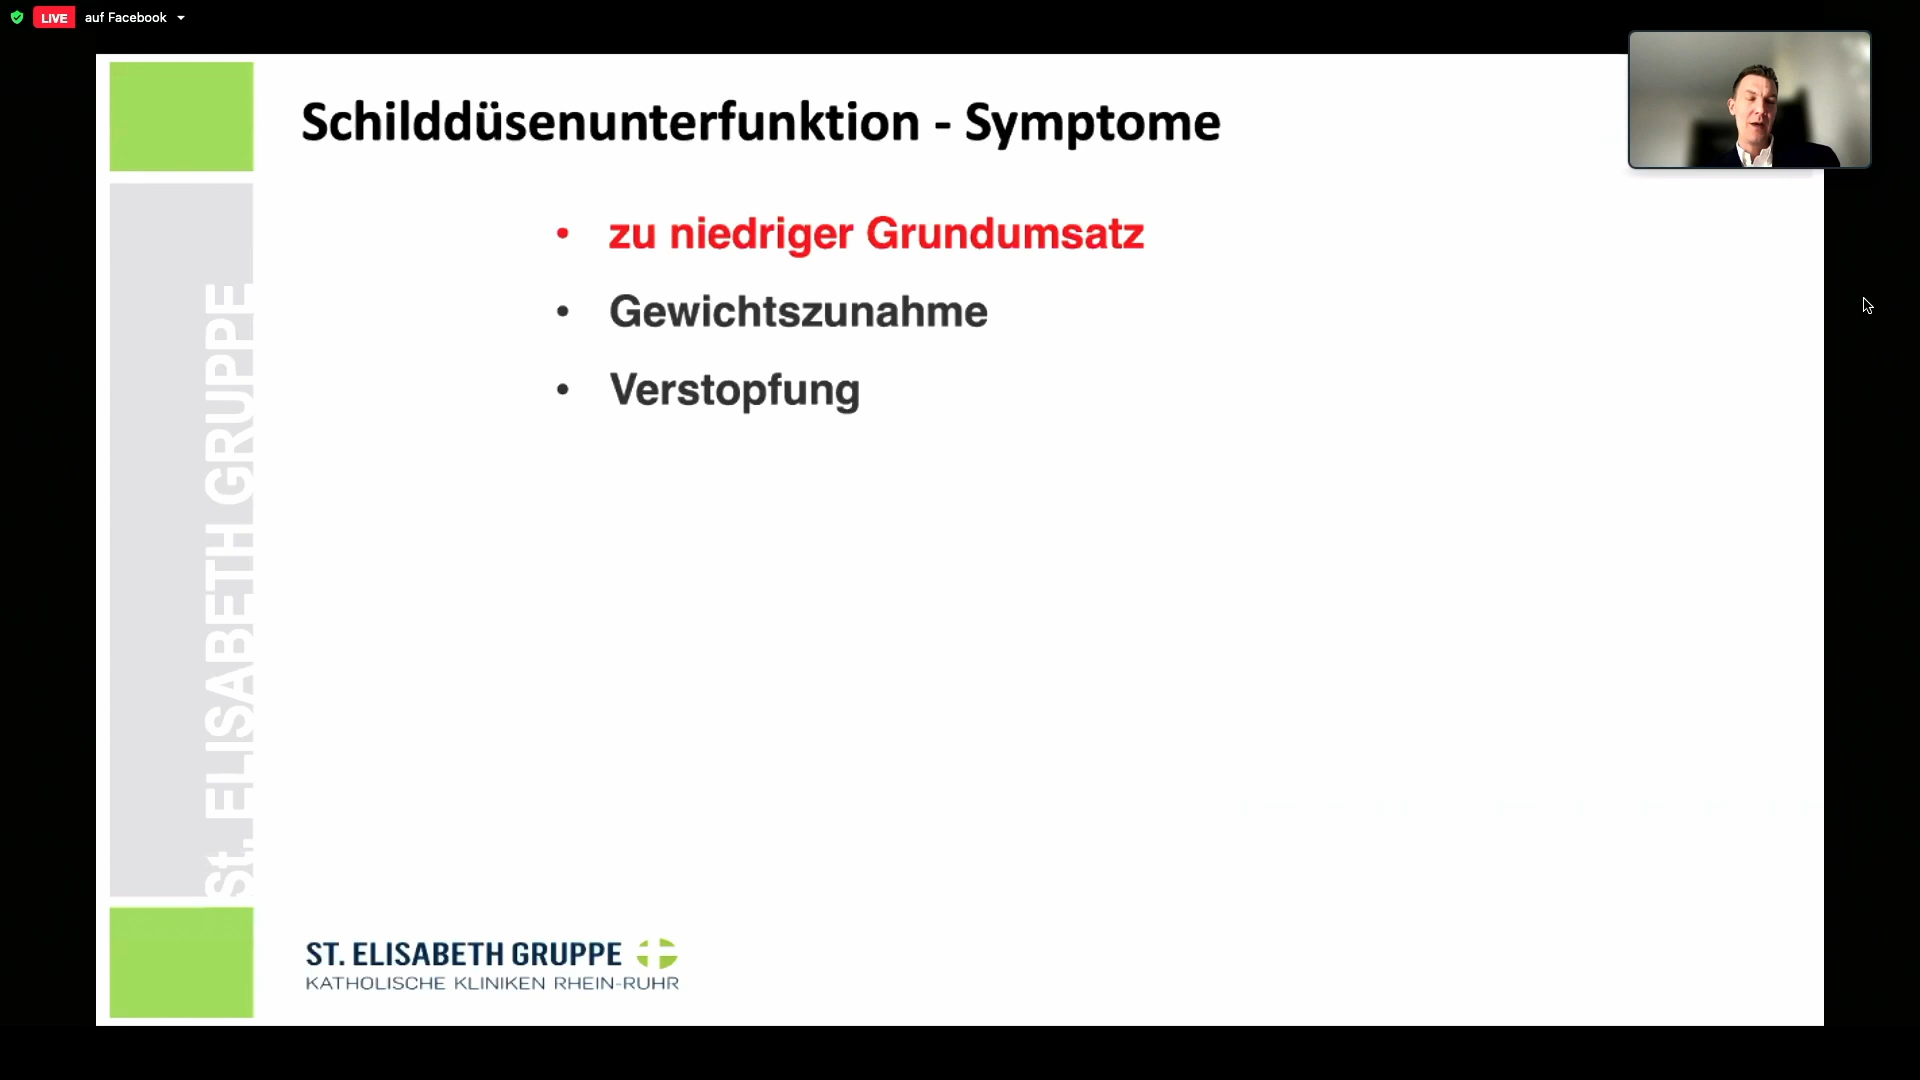 LIVE auf Facebook
Schilddüsenunterfunktion - Symptome
• zu niedriger Grundumsatz
• Gewichtszunahme
• Verstopfung
St. ELISABETH GRUPPE
ST. ELISABETH GRUPPE
KATHOLISCHE KLINIKEN RHEIN-RUHR